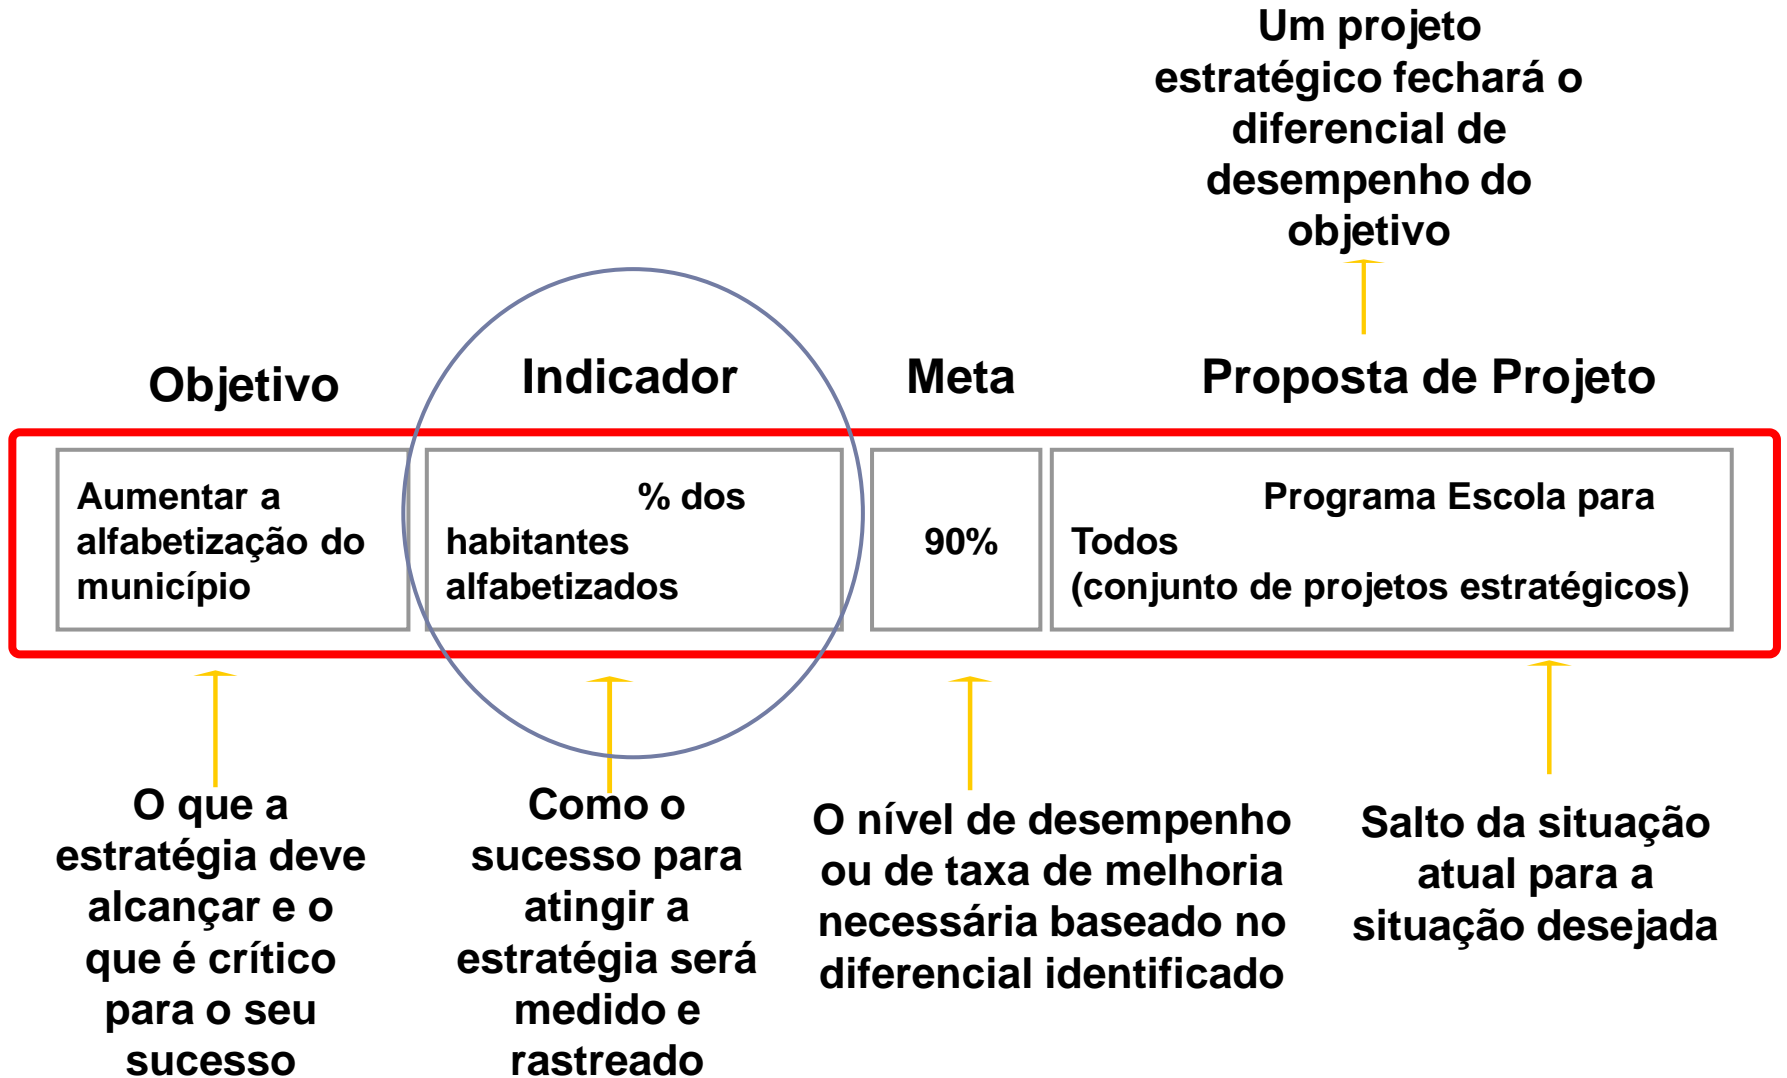 Um projeto
estratégico fechará o
diferencial de
desempenho do
objetivo
Objetivo
Indicador
Meta
Proposta de Projeto
Aumentar a
alfabetização do
município
% dos
habitantes
alfabetizados
90%
Programa Escola para
Todos
(conjunto de projetos estratégicos)
O que a
estratégia deve
alcançar e o
que é crítico
para o seu
sucesso
Como o
sucesso para
atingir a
estratégia será
medido e
rastreado
O nível de desempenho
ou de taxa de melhoria
necessária baseado no
diferencial identificado
Salto da situação
atual para a
situação desejada